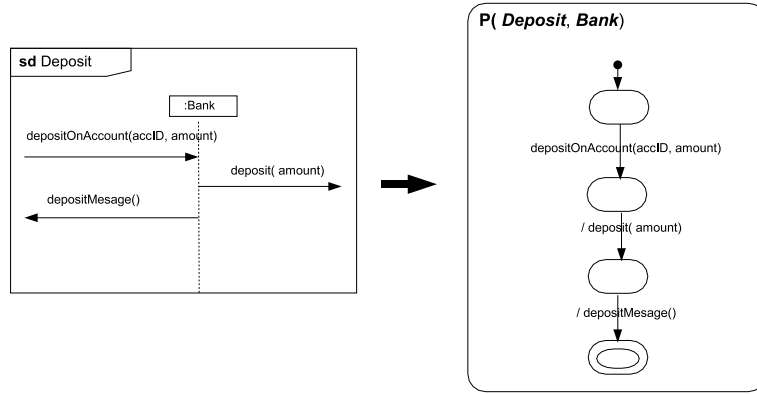 sd Deposit
:Bank
depositOnAccount(accID, amount)
deposit( amount)
depositMesage()
P( Deposit, Bank)
depositOnAccount(accID, amount)
/ deposit( amount)
/ depositMesage()